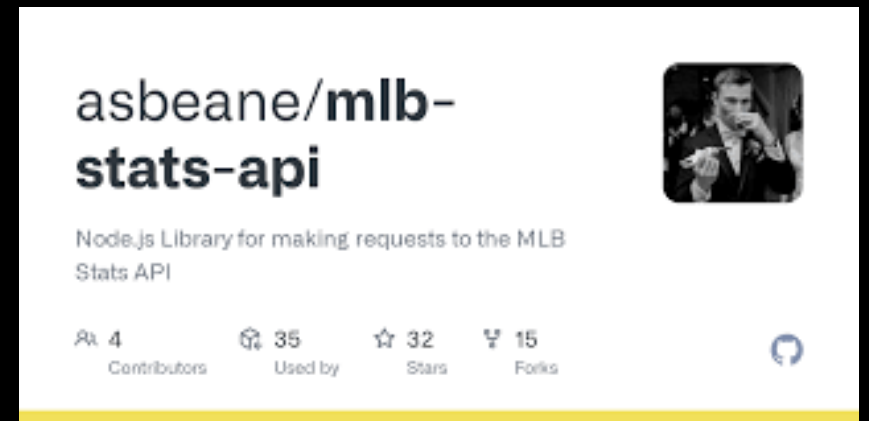 asbeane/mlb-
stats-api
Node.js Library for making requests to the MLB
Stats API
4 35 32 15
Contributors Used by Stars Forks